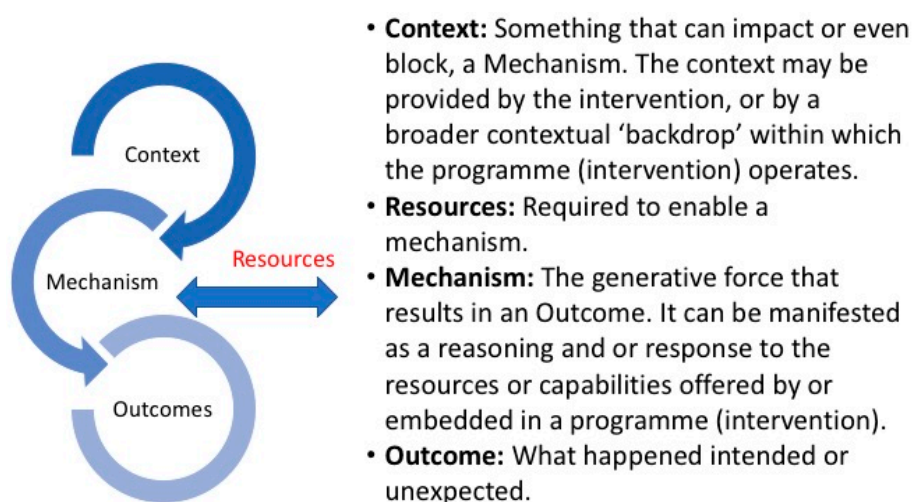 Context
Mechanism
Resources
Outcomes
• Context: Something that can impact or even
block, a Mechanism. The context may be
provided by the intervention, or by a
broader contextual ‘backdrop’ within which
the programme (intervention) operates.
• Resources: Required to enable a
mechanism.
• Mechanism: The generative force that
results in an Outcome. It can be manifested
as a reasoning and or response to the
resources or capabilities offered by or
embedded in a programme (intervention).
• Outcome: What happened intended or
unexpected.